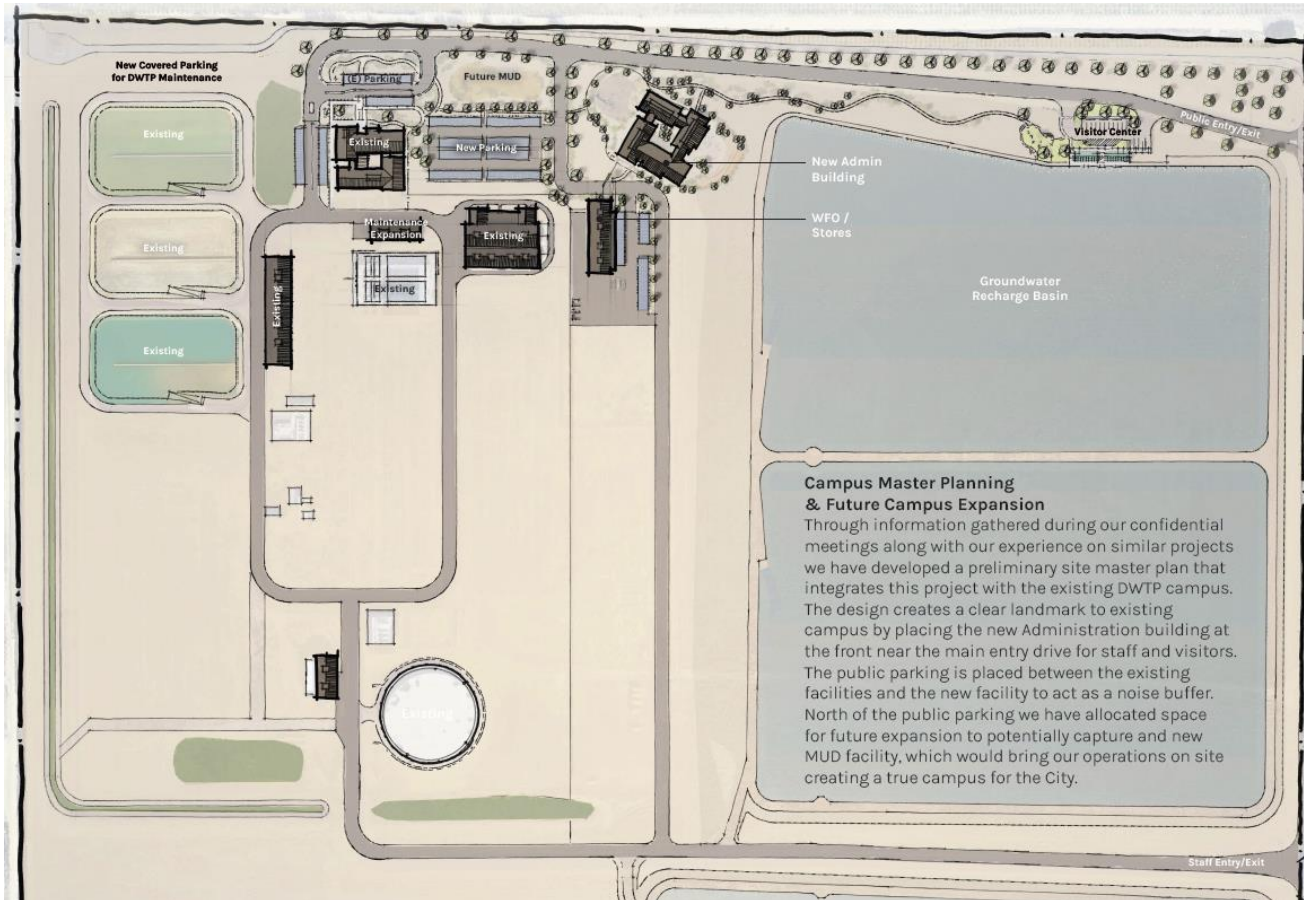 New Covered Parking
for DWTP Maintenance
(E) Parking
Future MUD
Public Entry/Exit
Visitor Center
Existing
Existing
New Parking
New Admin
Building
Maintenance
Expansion
Existing
WFO /
Stores
Existing
Existing
Existing
Groundwater
Recharge Basin
Existing
Existing
Campus Master Planning
& Future Campus Expansion
Through information gathered during our confidential
meetings along with our experience on similar projects
we have developed a preliminary site master plan that
integrates this project with the existing DWTP campus.
The design creates a clear landmark to existing
campus by placing the new Administration building at
the front near the main entry drive for staff and visitors.
The public parking is placed between the existing
facilities and the new facility to act as a noise buffer.
North of the public parking we have allocated space
for future expansion to potentially capture and new
MUD facility, which would bring our operations on site
creating a true campus for the City.
Existing
Staff Entry/Exit